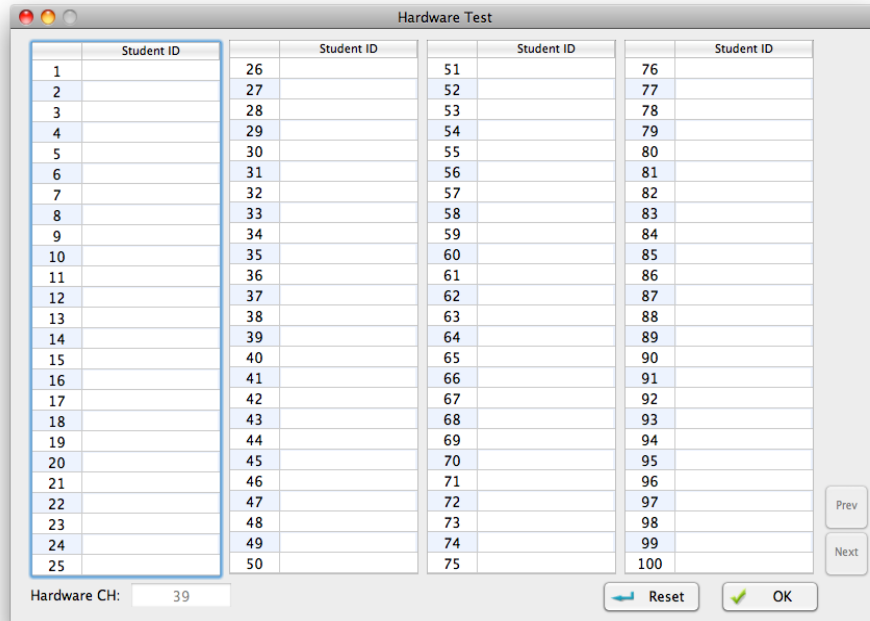 Hardware Test
Student ID Student ID Student ID Student ID
1 26 51 76
2 27 52 77
3 28 53 78
4 29 54 79
5 30 55 80
6 31 56 81
7 32 57 82
8 33 58 83
9 34 59 84
10 35 60 85
11 36 61 86
12 37 62 87
13 38 63 88
14 39 64 89
15 40 65 90
16 41 66 91
17 42 67 92
18 43 68 93
19 44 69 94
20 45 70 95
21 46 71 96
22 47 72 97
23 48 73 98
24 49 74 99
25 50 75 100
Prev
Next
Hardware CH: 39 Reset OK